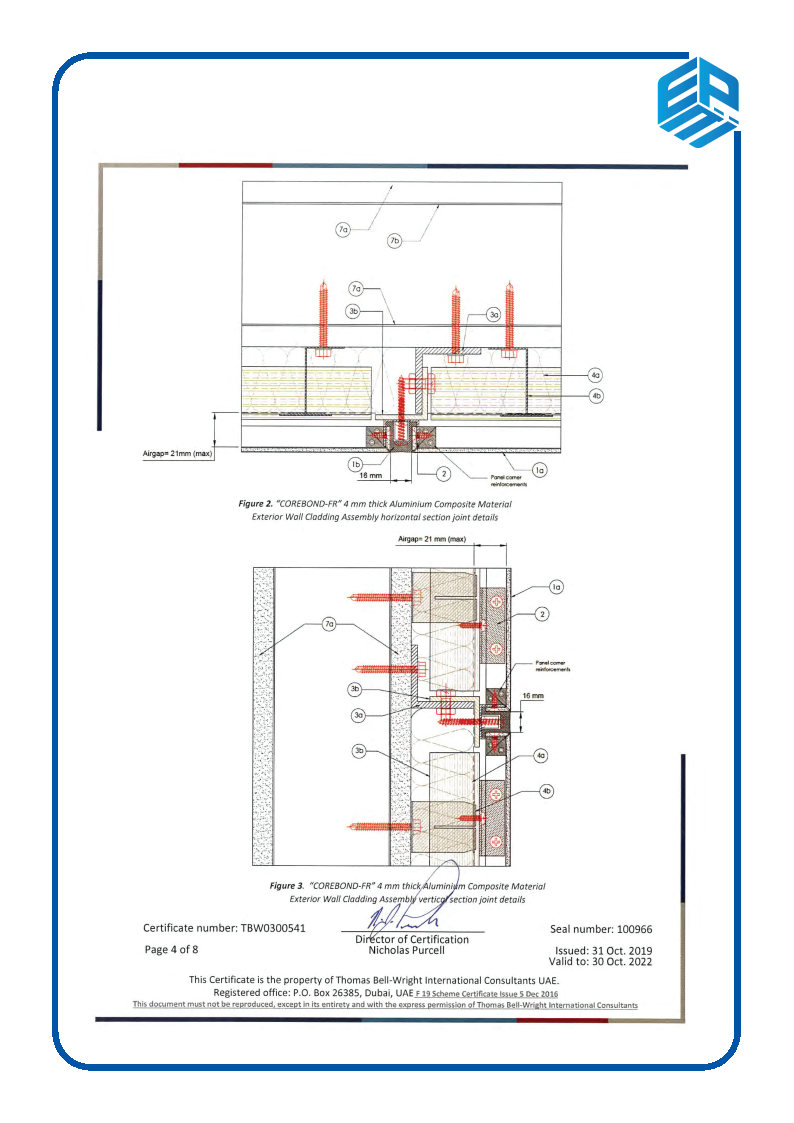 EPM
7a
7b
7a
3b
3a
4a
4b
Airgap= 21mm (max)
1b
16 mm
2
1a
Panel corner
reinforcements
Figure 2. "COREBOND-FR" 4 mm thick Aluminium Composite Material
Exterior Wall Cladding Assembly horizontal section joint details
Airgap= 21 mm (max)
1a
7a
2
Panel corner
reinforcements
3b
16 mm
3a
3b
4a
4b
Figure 3. "COREBOND-FR" 4 mm thick Aluminium Composite Material
Exterior Wall Cladding Assembly vertical section joint details
Certificate number: TBW0300541
Seal number: 100966
Director of Certification
Page 4 of 8
Nicholas Purcell
Issued: 31 Oct. 2019
Valid to: 30 Oct. 2022
This Certificate is the property of Thomas Bell-Wright International Consultants UAE.
Registered office: P.O. Box 26385, Dubai, UAE F 19 Scheme Certificate Issue 5 Dec 2016
This document must not be reproduced, except in its entirety and with the express permission of Thomas Bell-Wright International Consultants